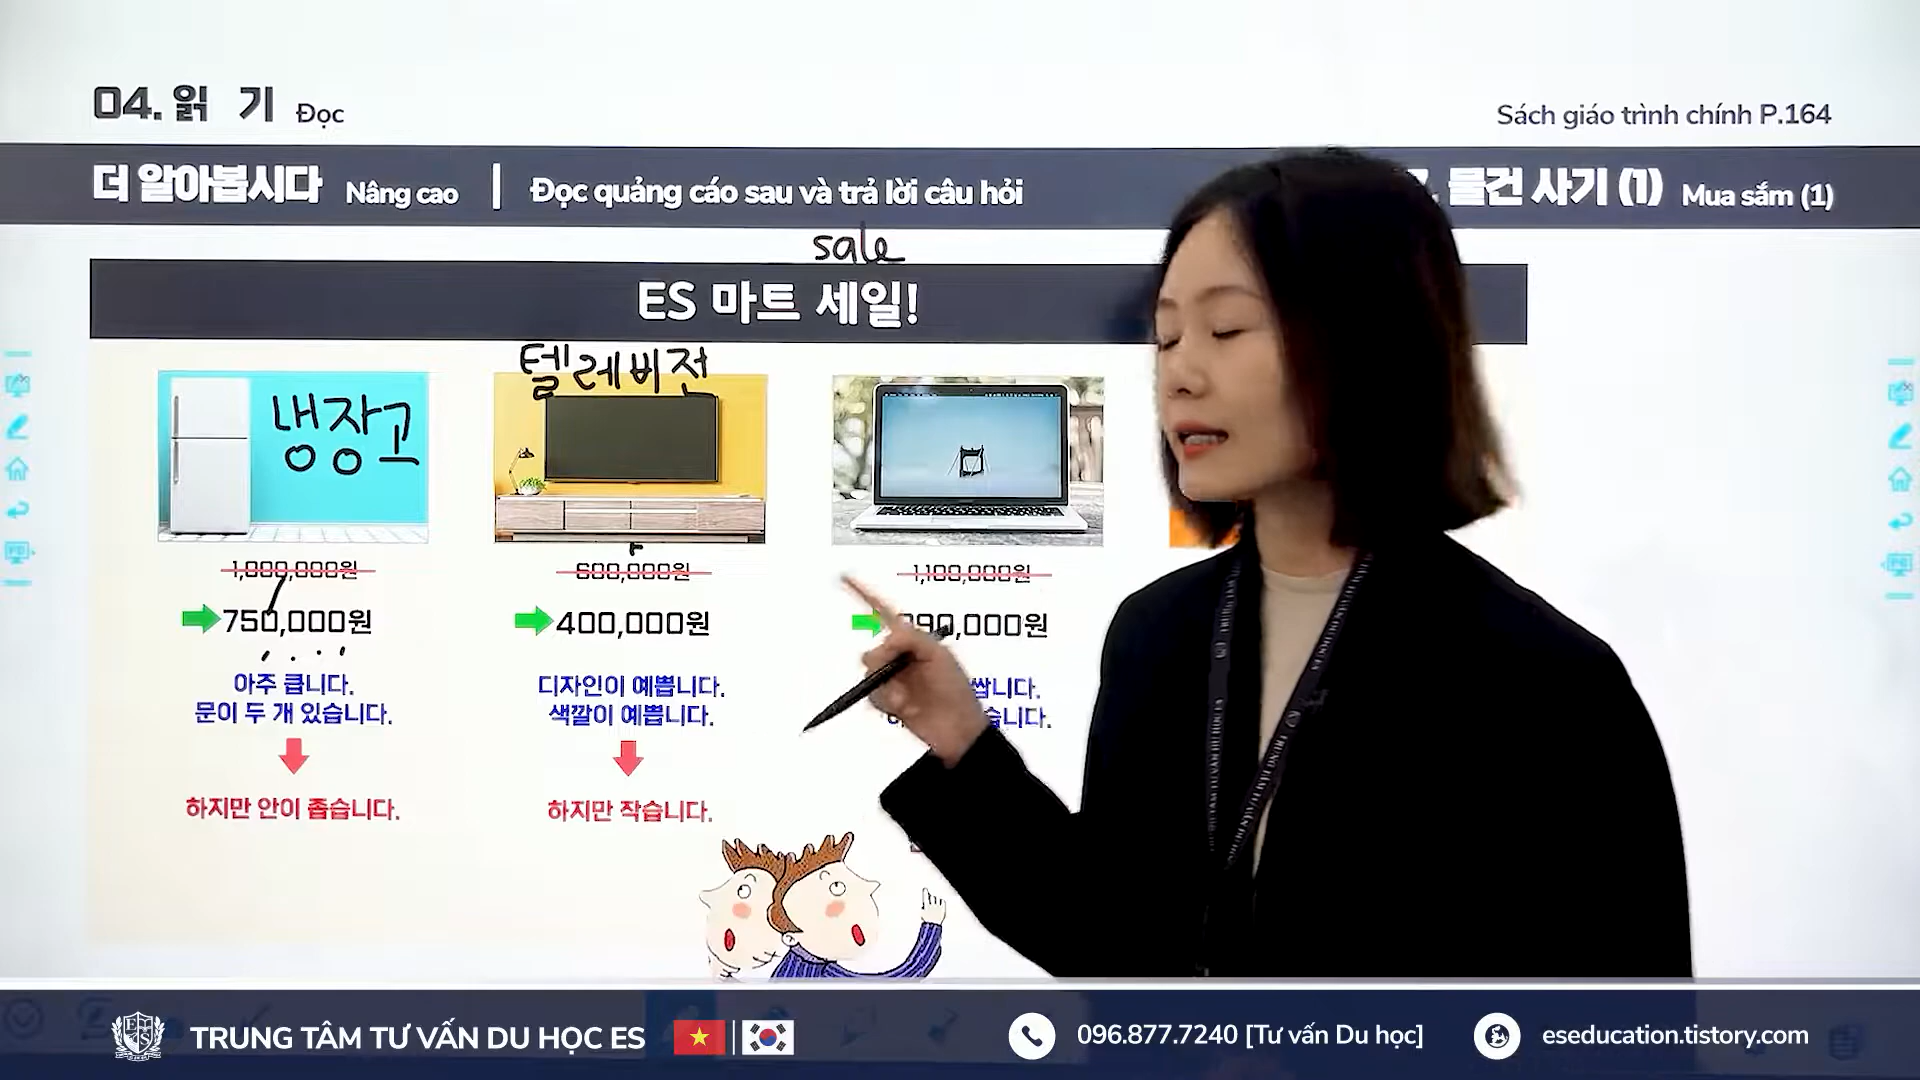 04. 읽 기 Đọc
Sách giáo trình chính P.164
더 알아봅시다 Nâng cao | Đọc quảng cáo sau và trả lời câu hỏi
물건 사기 (1) Mua sắm (1)
sale
ES 마트 세일!
냉장고
텔레비전
1,000,000원
600,000원
1,100,000원
750,000원
400,000원
90,000원
아주 큽니다.
문이 두 개 있습니다.
디자인이 예쁩니다.
색깔이 예쁩니다.
쌉니다.
습니다.
하지만 안이 좁습니다.
하지만 작습니다.
TRUNG TÂM TƯ VẤN DU HỌC ES
096.877.7240 [Tư vấn Du học]
eseducation.tistory.com